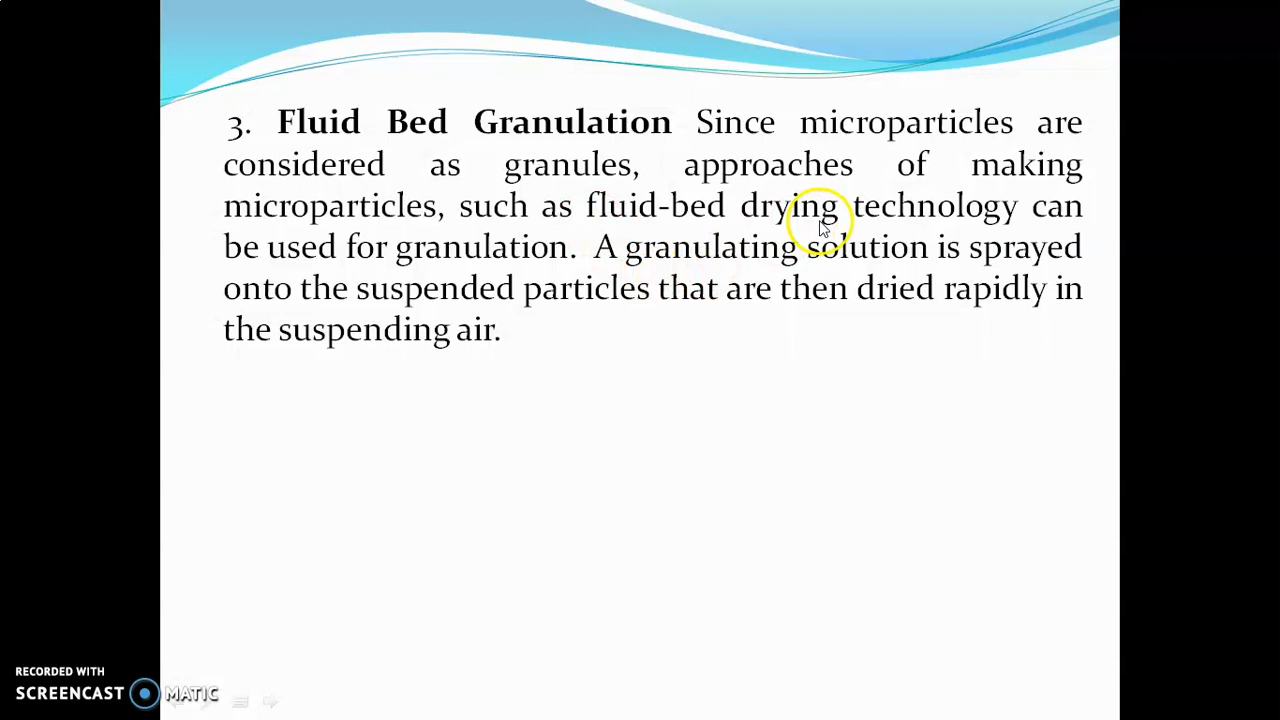 3. Fluid Bed Granulation Since microparticles are
considered as granules, approaches of making
microparticles, such as fluid-bed drying technology can
be used for granulation. A granulating solution is sprayed
onto the suspended particles that are then dried rapidly in
the suspending air.
RECORDED WITH
SCREENCAST MATIC